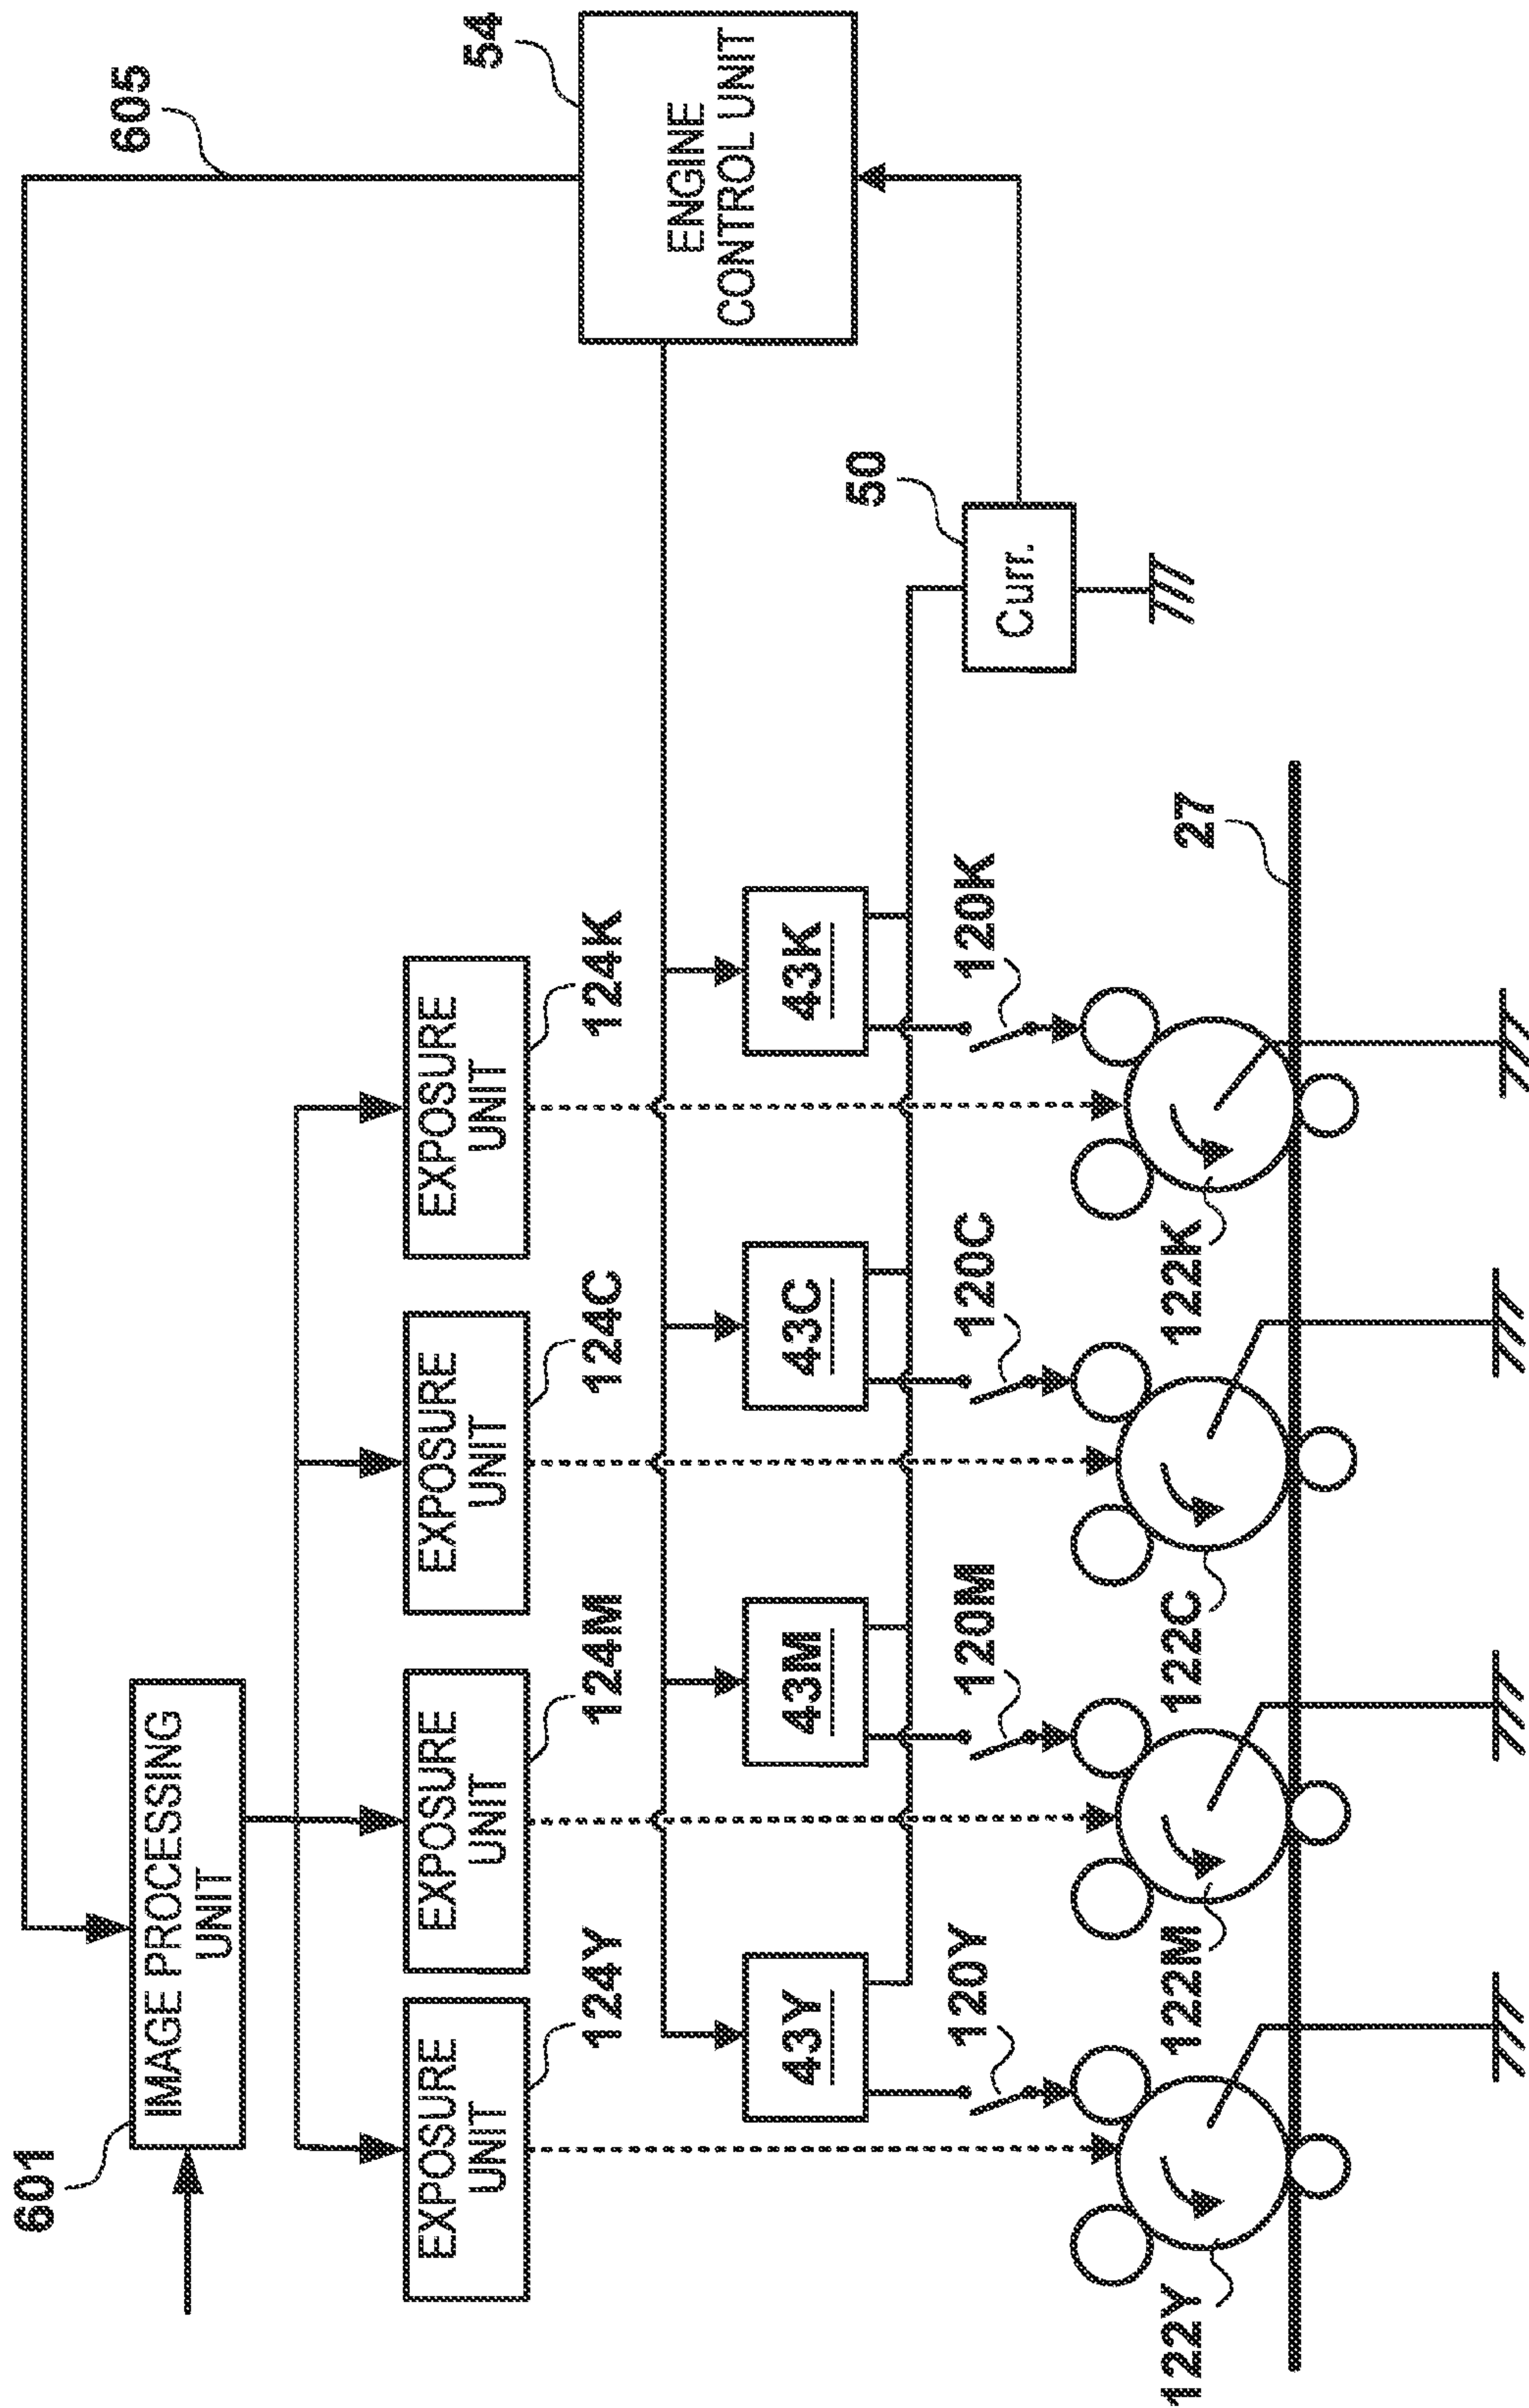 601
IMAGE PROCESSING
UNIT
605
54
ENGINE
CONTROL UNIT
EXPOSURE
UNIT
124Y
EXPOSURE
UNIT
124M
EXPOSURE
UNIT
124C
EXPOSURE
UNIT
124K
43Y
43M
43C
43K
50
Curr.
120Y
120M
120C
120K
27
122Y
122M
122C
122K